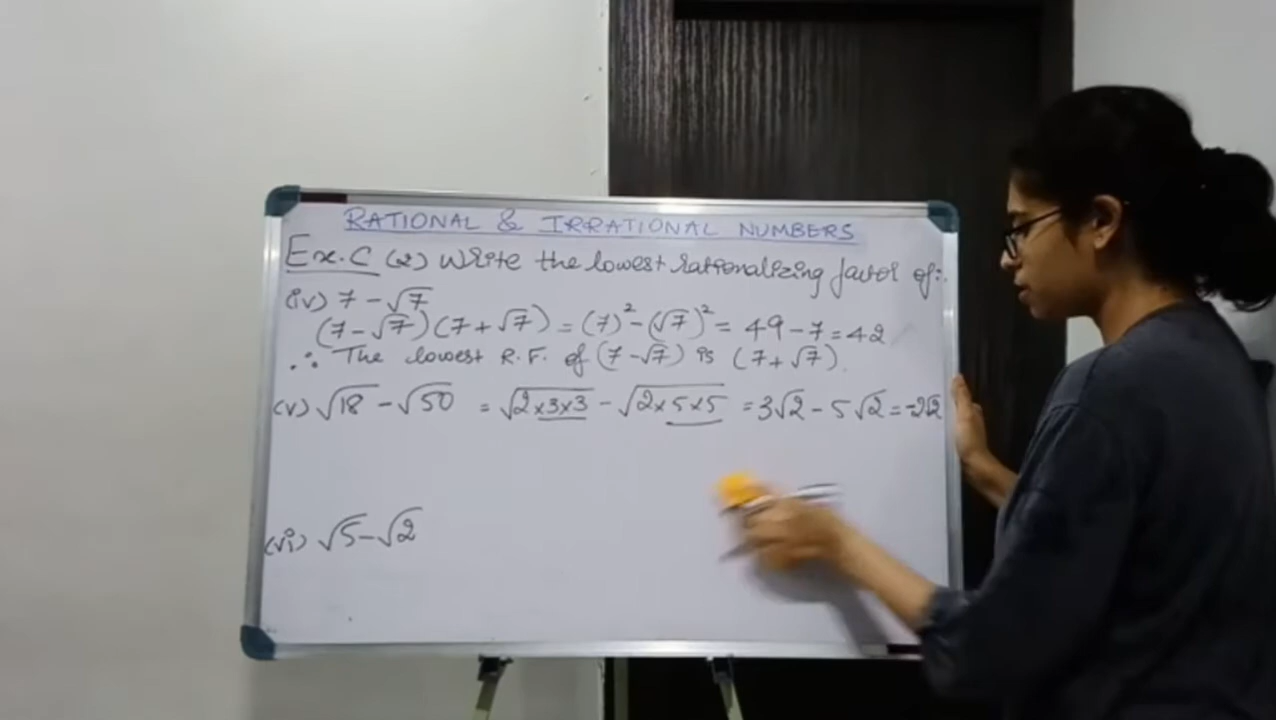 RATIONAL & IRRATIONAL NUMBERS
Ex.C (2) Write the lowest rationalizing factor of:.
(iv) 7 - √7
(7 - √7)(7 + √7) = (7)² - (√7)² = 49 - 7 = 42
∴ The lowest R.F. of (7 - √7) is (7 + √7).
(v) √18 - √50 = √2×3×3 - √2×5×5 = 3√2 - 5√2 = -2√2
(vi) √5 - √2